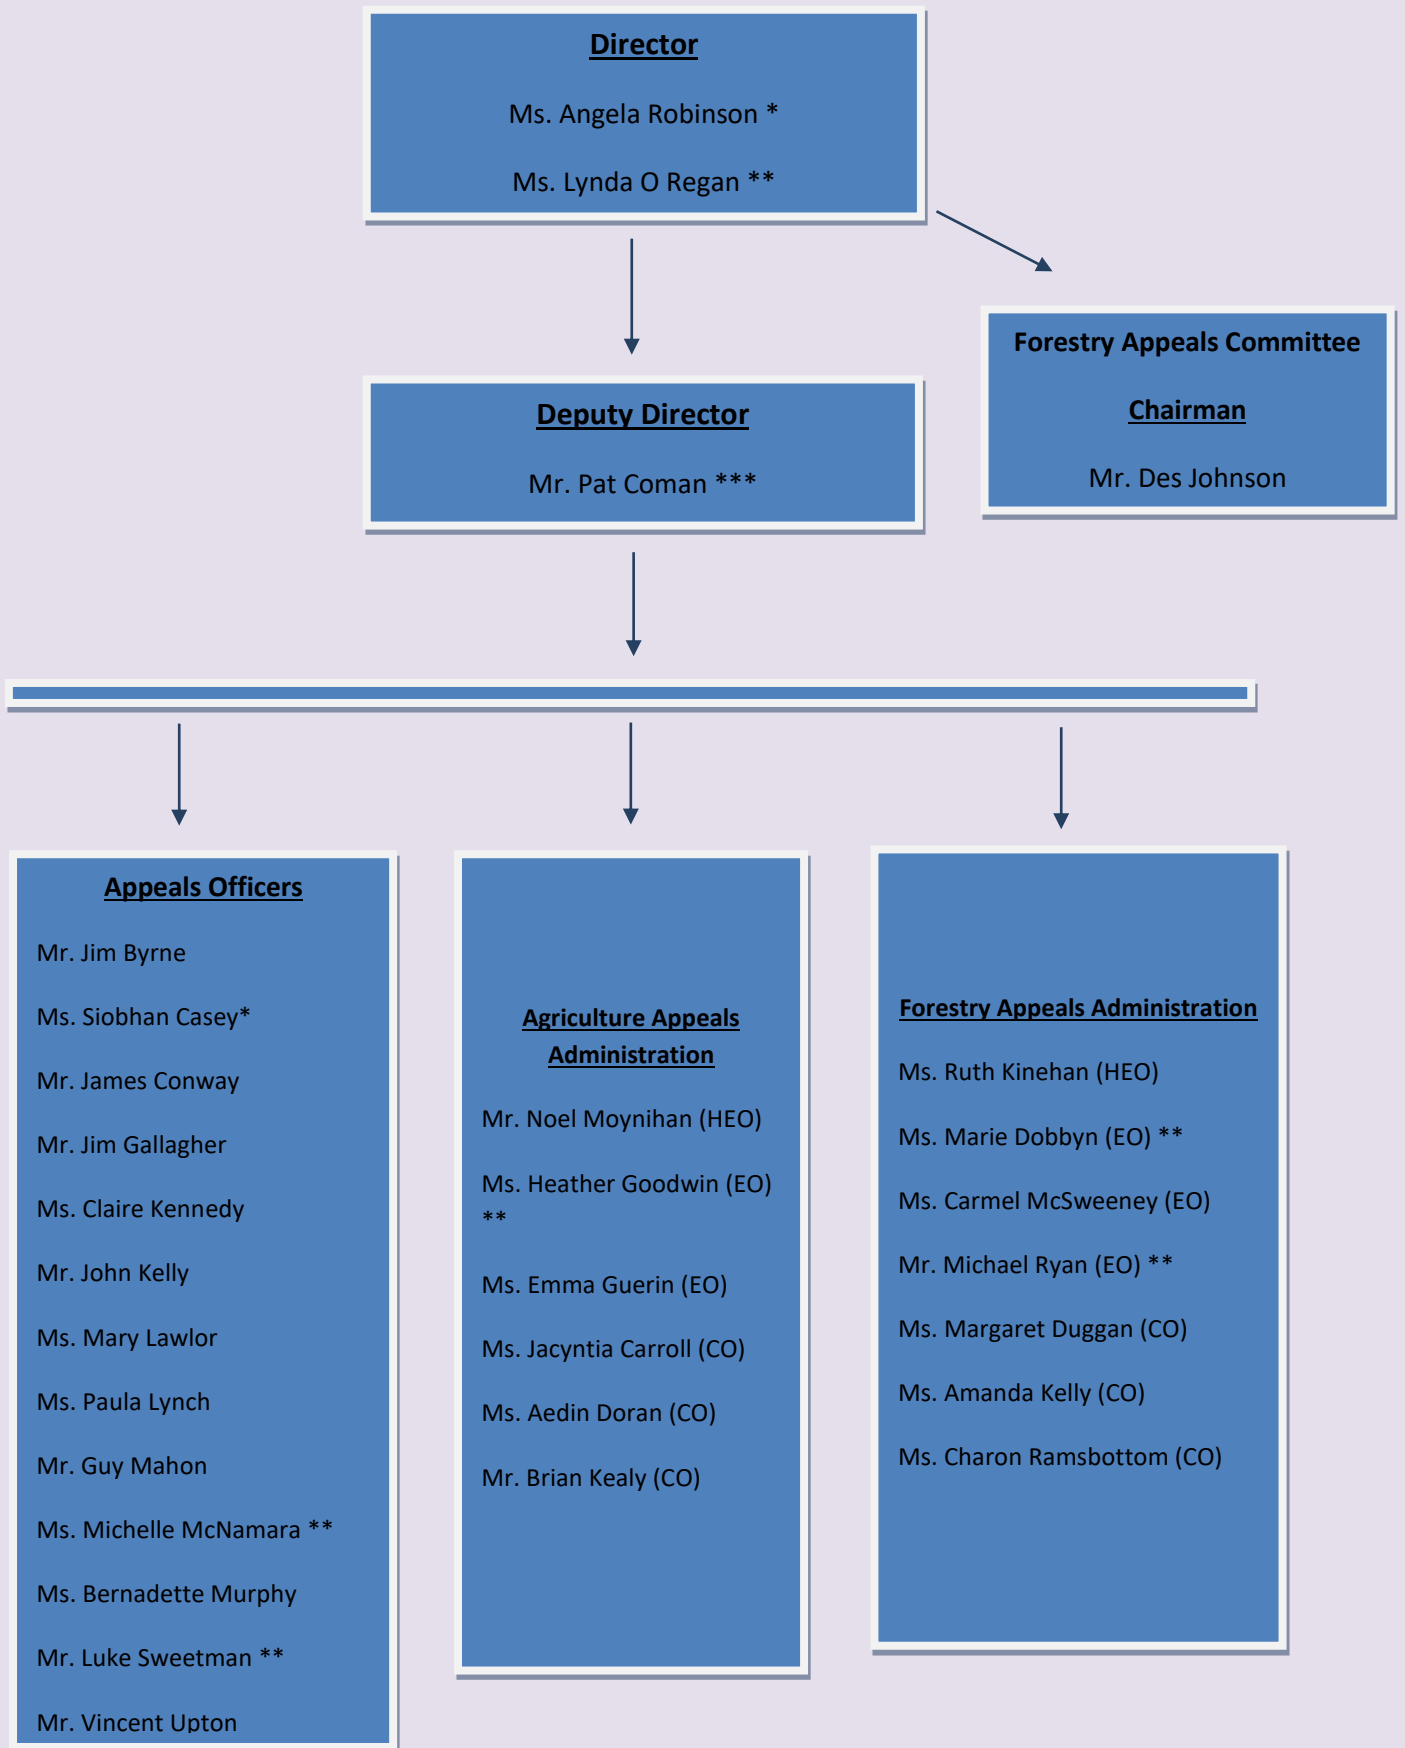 Director
Ms. Angela Robinson *
Ms. Lynda O Regan **
Forestry Appeals Committee
Chairman
Mr. Des Johnson
Deputy Director
Mr. Pat Coman ***
Appeals Officers
Mr. Jim Byrne
Ms. Siobhan Casey*
Mr. James Conway
Mr. Jim Gallagher
Ms. Claire Kennedy
Mr. John Kelly
Ms. Mary Lawlor
Ms. Paula Lynch
Mr. Guy Mahon
Ms. Michelle McNamara **
Ms. Bernadette Murphy
Mr. Luke Sweetman **
Mr. Vincent Upton
Agriculture Appeals
Administration
Mr. Noel Moynihan (HEO)
Ms. Heather Goodwin (EO)
**
Ms. Emma Guerin (EO)
Ms. Jacyntia Carroll (CO)
Ms. Aedin Doran (CO)
Mr. Brian Kealy (CO)
Forestry Appeals Administration
Ms. Ruth Kinehan (HEO)
Ms. Marie Dobbyn (EO) **
Ms. Carmel McSweeney (EO)
Mr. Michael Ryan (EO) **
Ms. Margaret Duggan (CO)
Ms. Amanda Kelly (CO)
Ms. Charon Ramsbottom (CO)